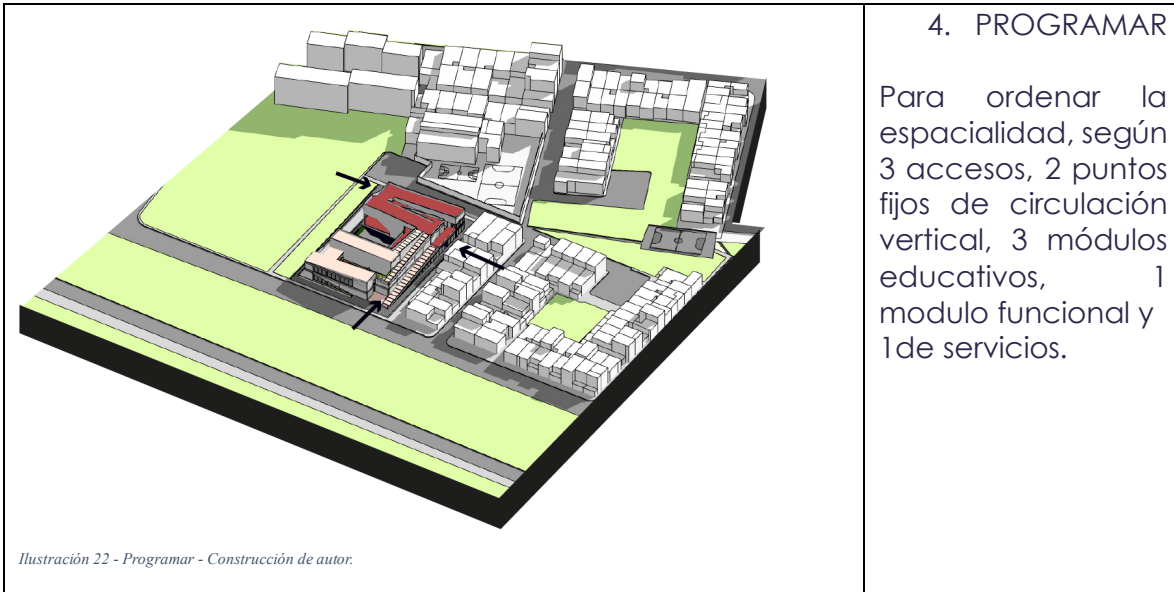 4. PROGRAMAR
Para ordenar la
espacialidad, según
3 accesos, 2 puntos
fijos de circulación
vertical, 3 módulos
educativos, 1
modulo funcional y
1de servicios.
Ilustración 22 - Programar - Construcción de autor.